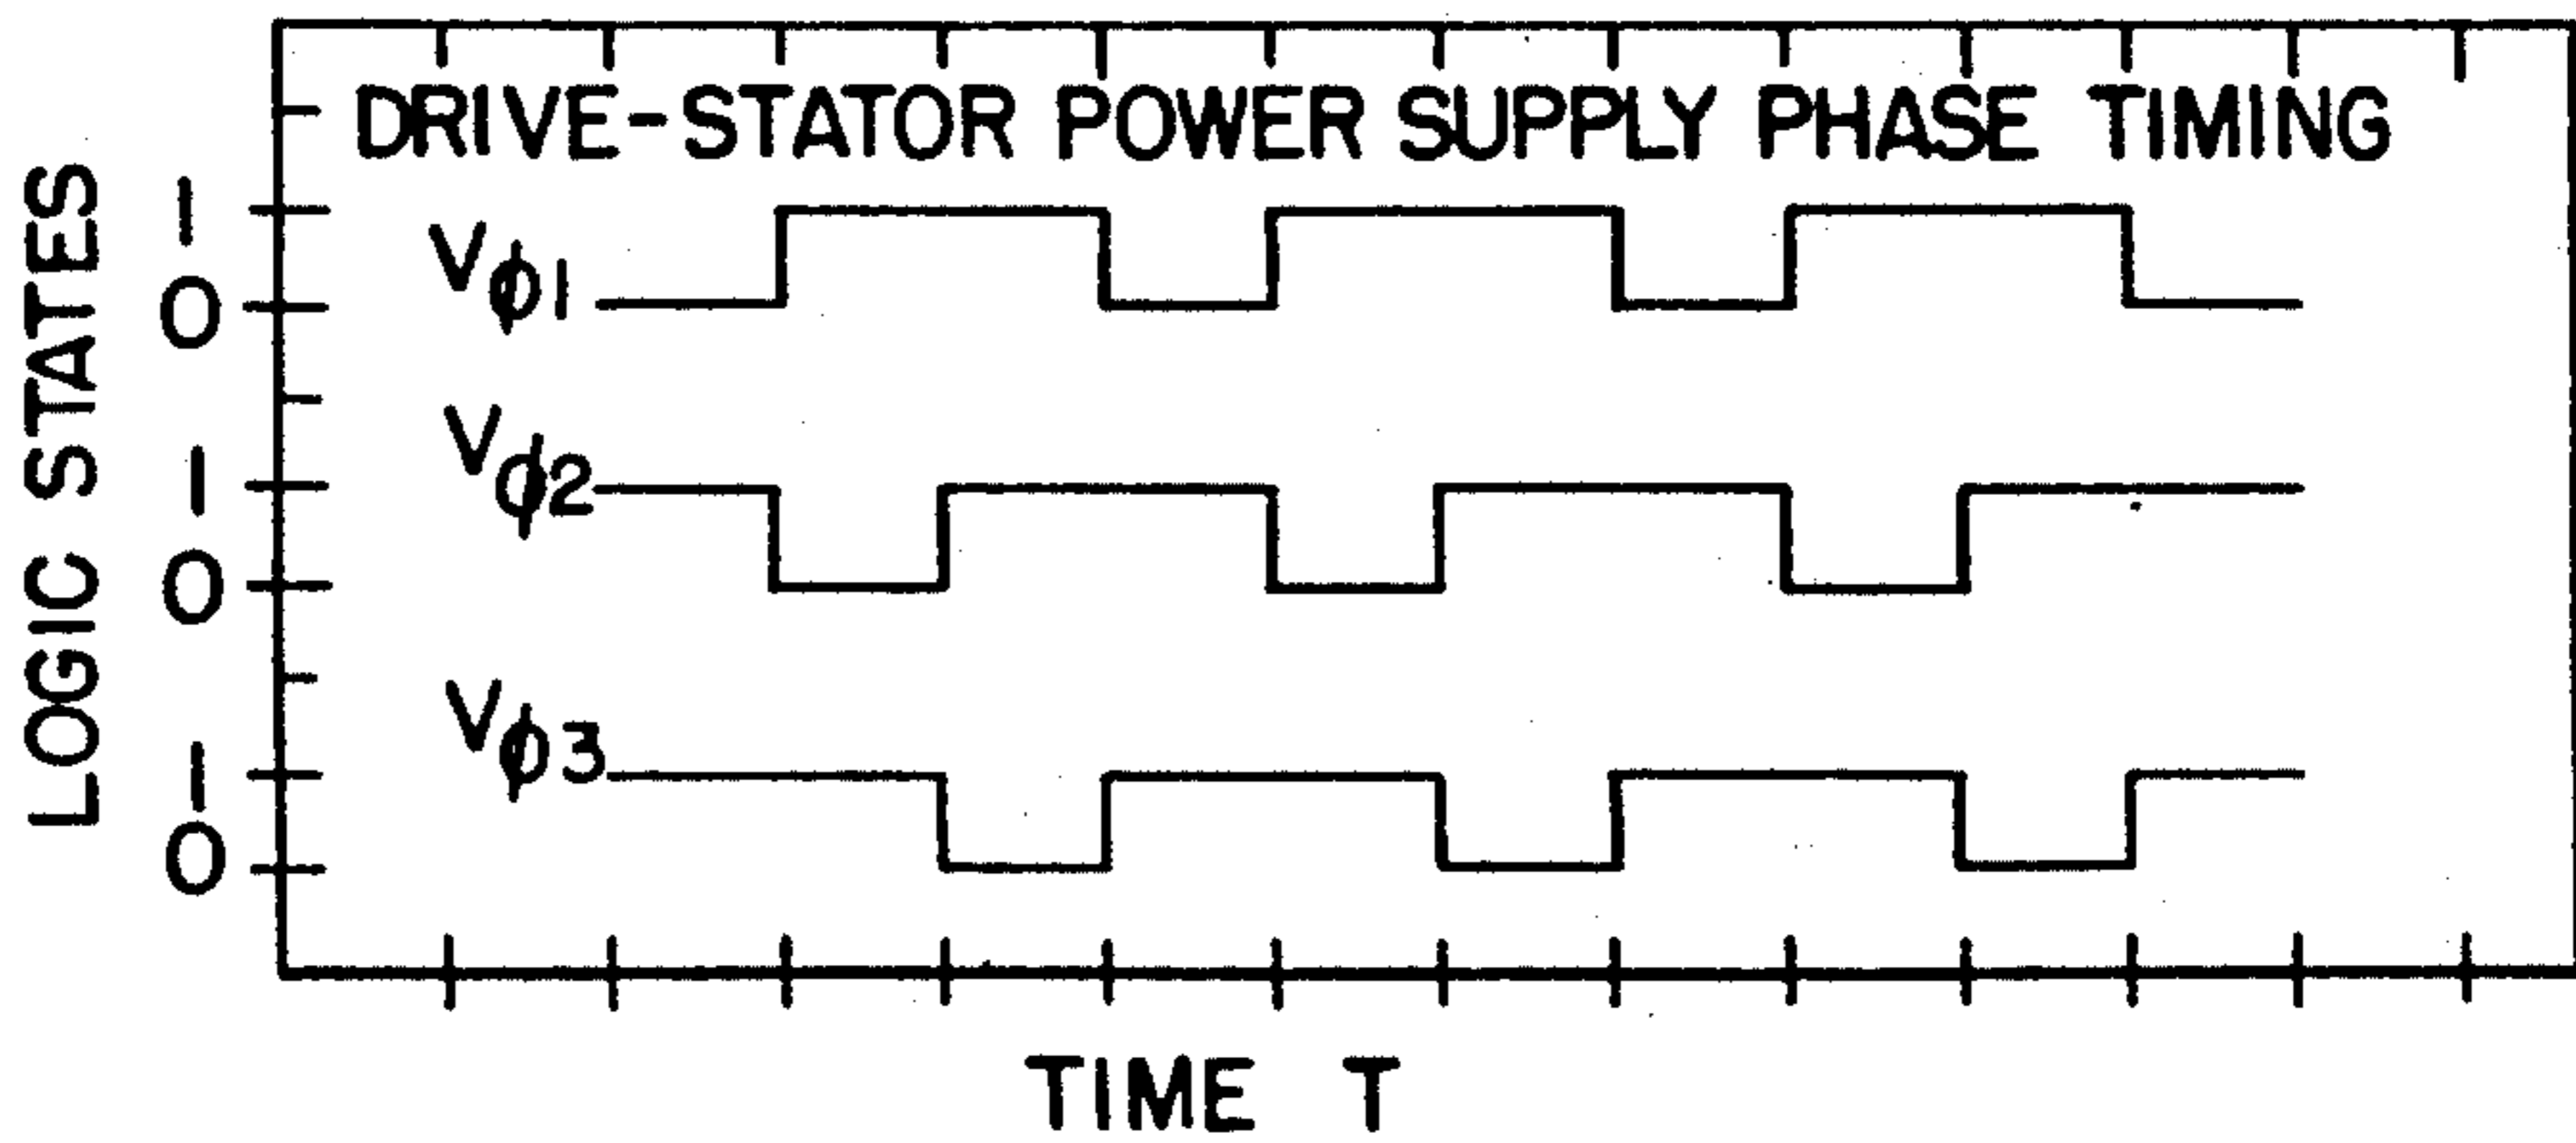 DRIVE-STATOR POWER SUPPLY PHASE TIMING
LOGIC STATES
1
0
Vϕ1
1
0
Vϕ2
1
0
Vϕ3
TIME T